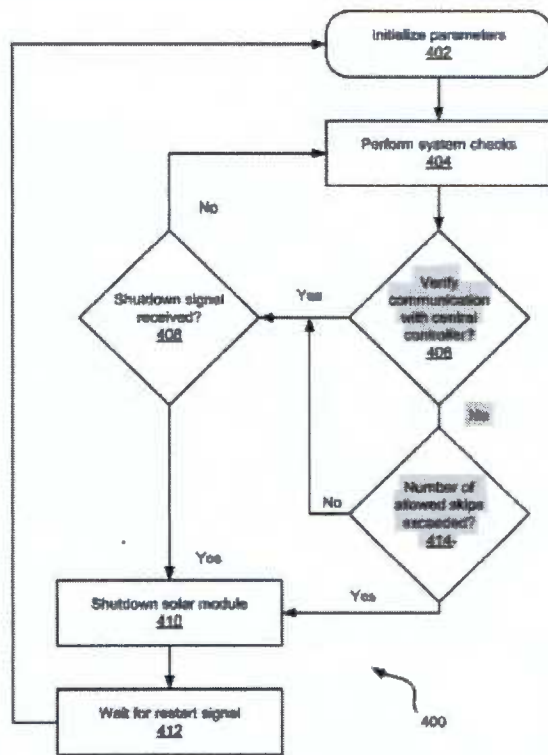 Initialize parameters
402
Perform system checks
404
No
Shutdown signal
received?
408
Yes
Verify
communication
with central
controller?
406
No
Number of
allowed skips
exceeded?
414
No
Yes
Yes
Shutdown solar module
410
Wait for restart signal
412
400